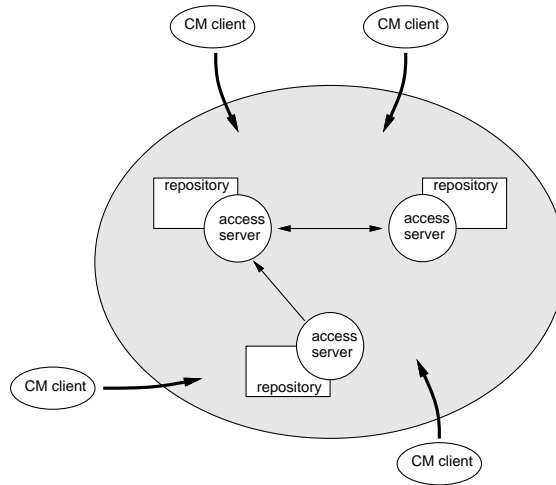 CM client
CM client
repository
repository
access
server
access
server
access
server
repository
CM client
CM client